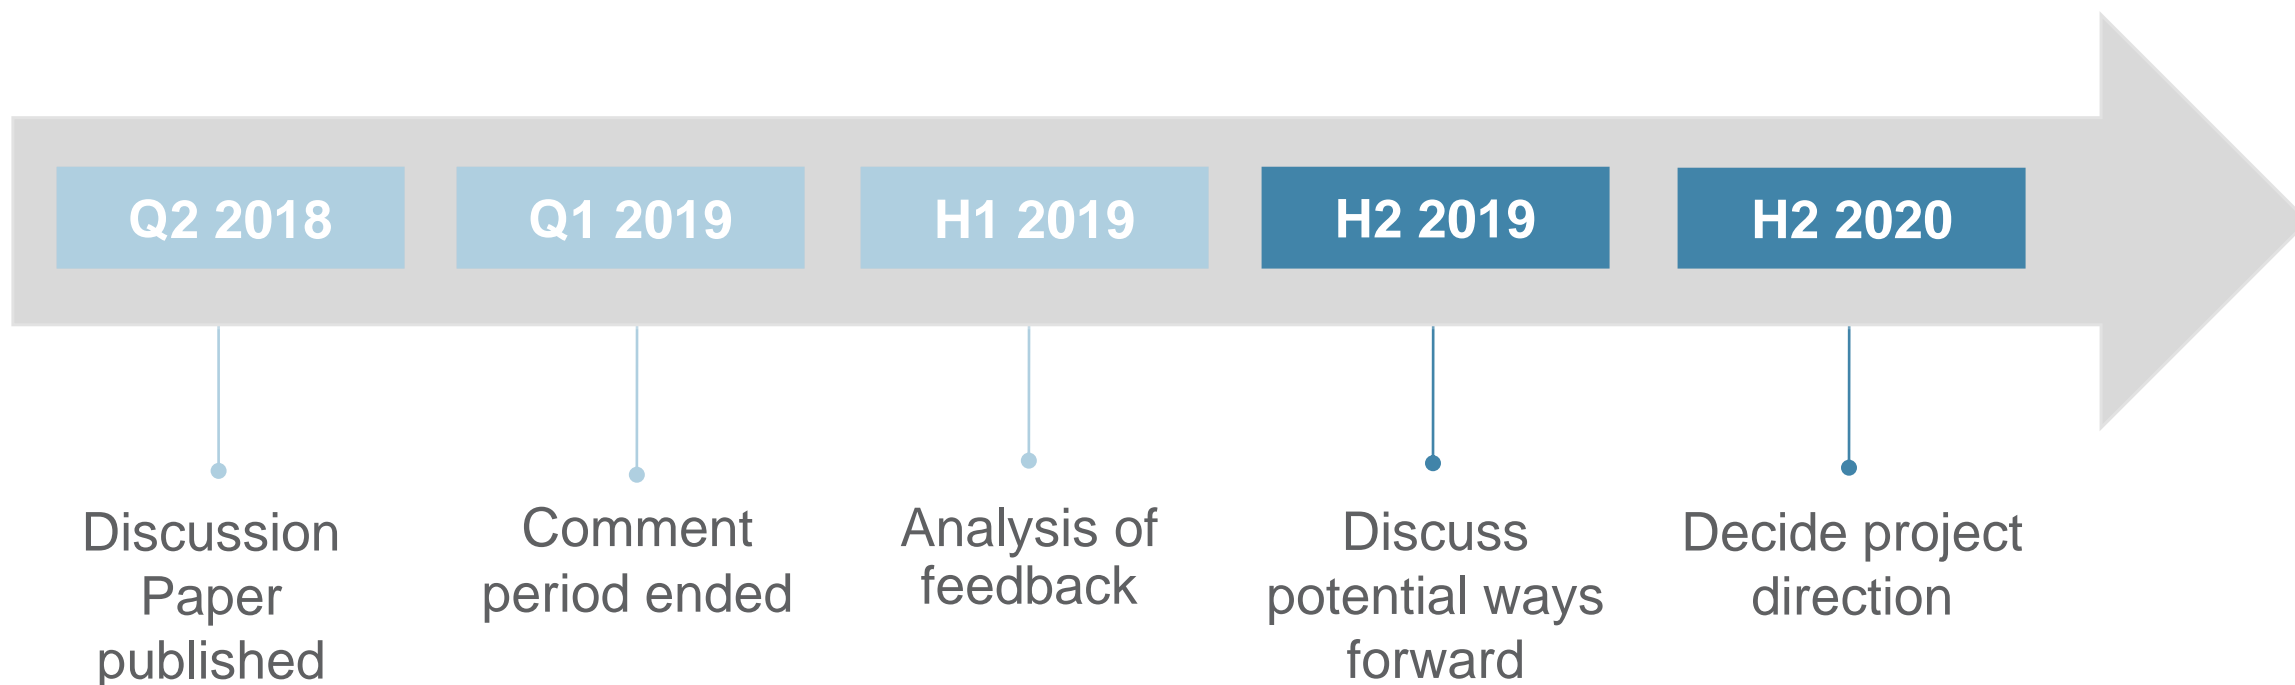 Q2 2018
Q1 2019
H1 2019
H2 2019
H2 2020
Discussion
Paper
published
Comment
period ended
Analysis of
feedback
Discuss
potential ways
forward
Decide project
direction